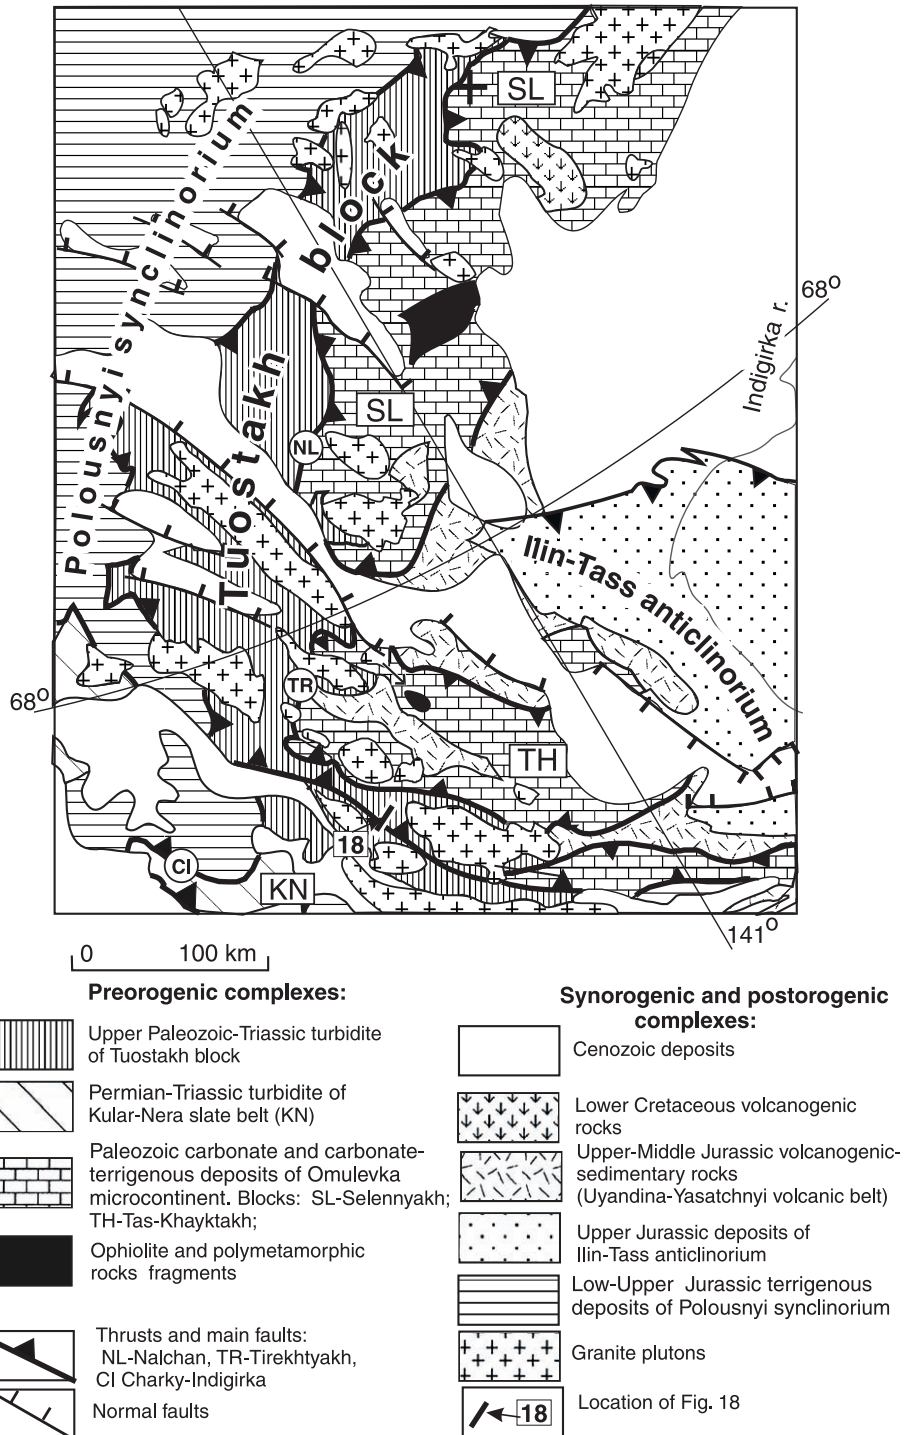 SL
Polousnyi synclinorium
block
68º
Indigirka r.
Tuostakh
SL
NL
Ilin-Tass anticlinorium
TR
68º
TH
18
CI
KN
141º
0 100 km
Preorogenic complexes:
Upper Paleozoic-Triassic turbidite
of Tuostakh block
Permian-Triassic turbidite of
Kular-Nera slate belt (KN)
Paleozoic carbonate and carbonate-
terrigenous deposits of Omulevka
microcontinent. Blocks: SL-Selennyakh;
TH-Tas-Khayktakh;
Ophiolite and polymetamorphic
rocks fragments
Thrusts and main faults:
NL-Nalchan, TR-Tirekhtyakh,
CI Charky-Indigirka
Normal faults
Synorogenic and postorogenic
complexes:
Cenozoic deposits
Lower Cretaceous volcanogenic
rocks
Upper-Middle Jurassic volcanogenic-
sedimentary rocks
(Uyandina-Yasatchnyi volcanic belt)
Upper Jurassic deposits of
Ilin-Tass anticlinorium
Low-Upper Jurassic terrigenous
deposits of Polousnyi synclinorium
Granite plutons
18
Location of Fig. 18